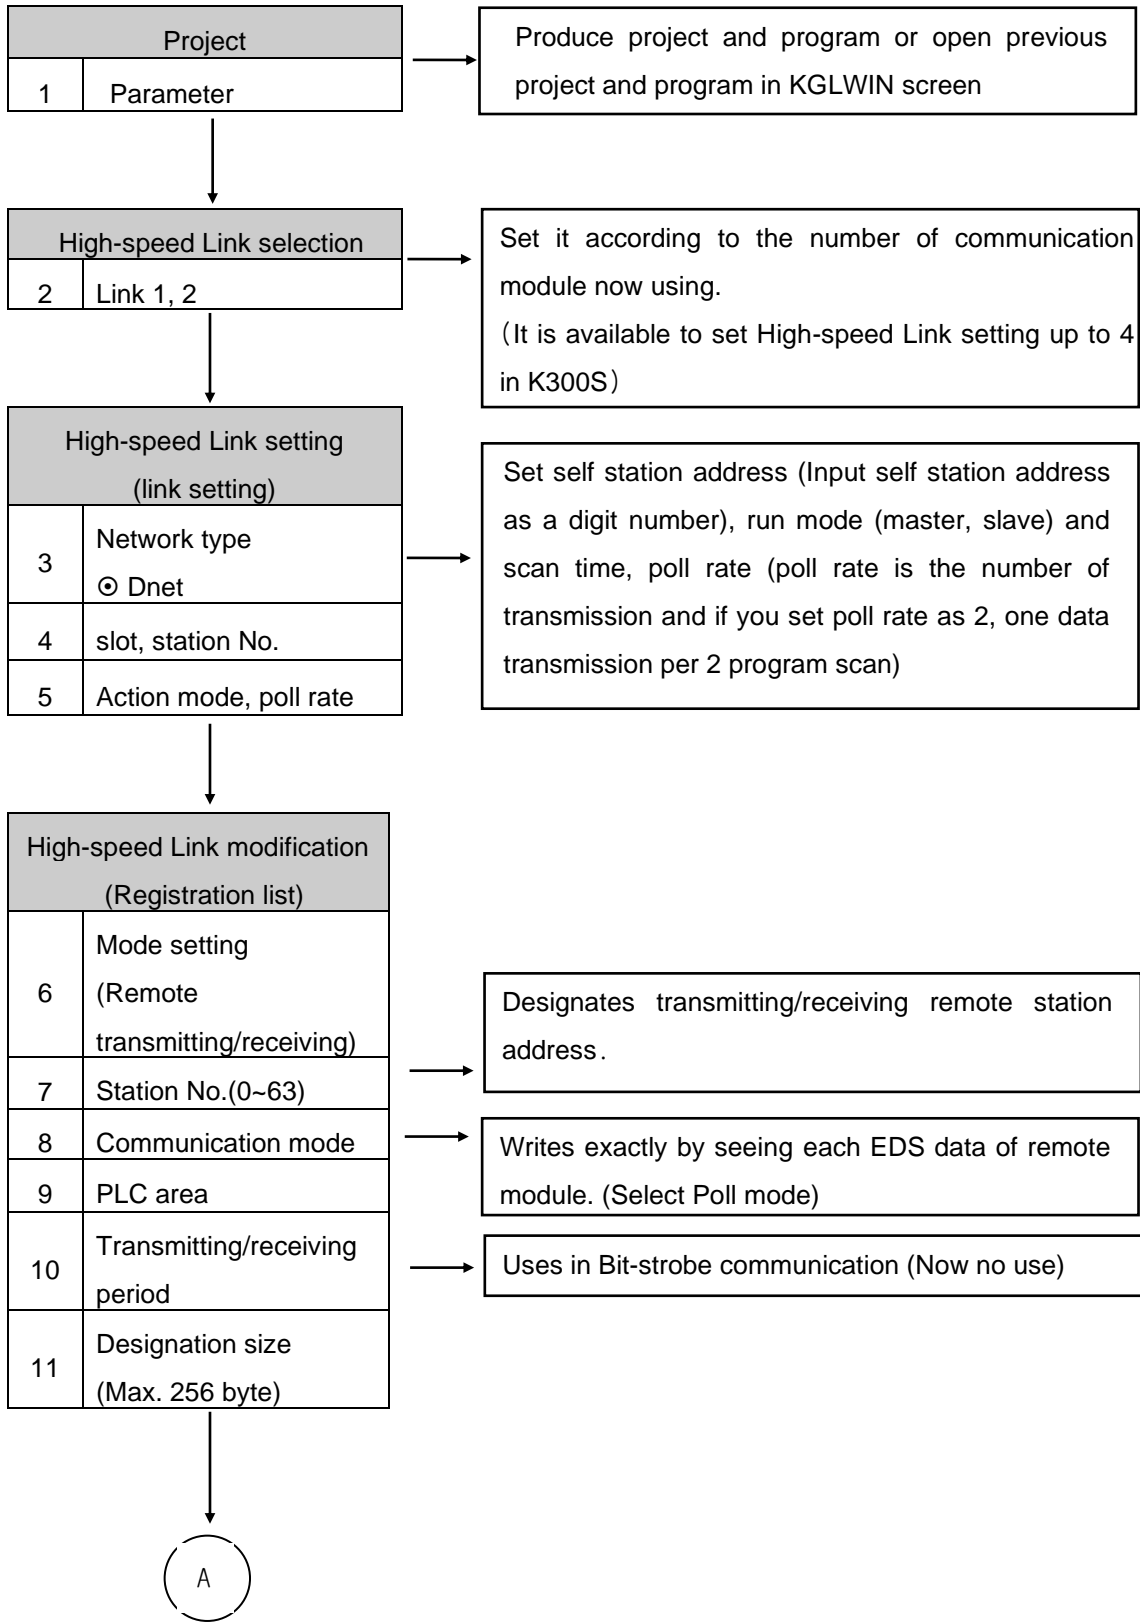 Project
1 Parameter
Produce project and program or open previous
project and program in KGLWIN screen
High-speed Link selection
2 Link 1, 2
Set it according to the number of communication
module now using.
(It is available to set High-speed Link setting up to 4
in K300S)
High-speed Link setting
(link setting)
3 Network type
⊙ Dnet
4 slot, station No.
5 Action mode, poll rate
Set self station address (Input self station address
as a digit number), run mode (master, slave) and
scan time, poll rate (poll rate is the number of
transmission and if you set poll rate as 2, one data
transmission per 2 program scan)
High-speed Link modification
(Registration list)
6 Mode setting
(Remote
transmitting/receiving)
7 Station No.(0~63)
8 Communication mode
9 PLC area
10 Transmitting/receiving
period
11 Designation size
(Max. 256 byte)
Designates transmitting/receiving remote station
address.
Writes exactly by seeing each EDS data of remote
module. (Select Poll mode)
Uses in Bit-strobe communication (Now no use)
A